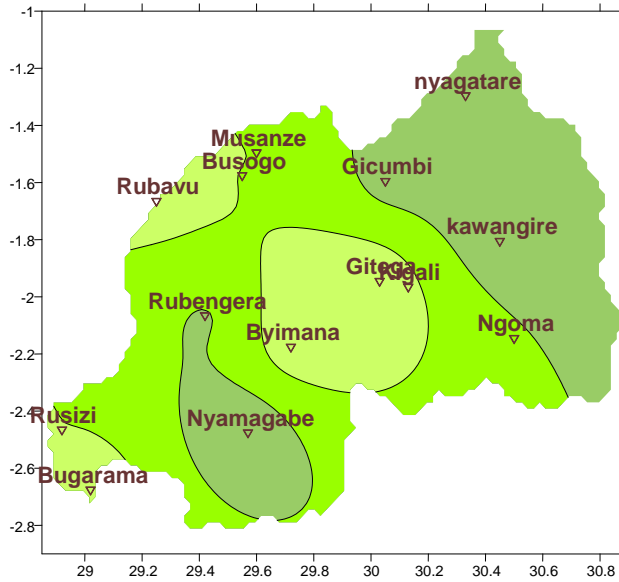 -1
-1.2
nyagatare
-1.4
Musanze
Busogo
Gicumbi
-1.6
Rubavu
kawangire
-1.8
Gitega
Kigali
-2
Rubengera
Ngoma
Byimana
-2.2
-2.4
Rusizi
Nyamagabe
-2.6
Bugarama
-2.8
29 29.2 29.4 29.6 29.8 30 30.2 30.4 30.6 30.8